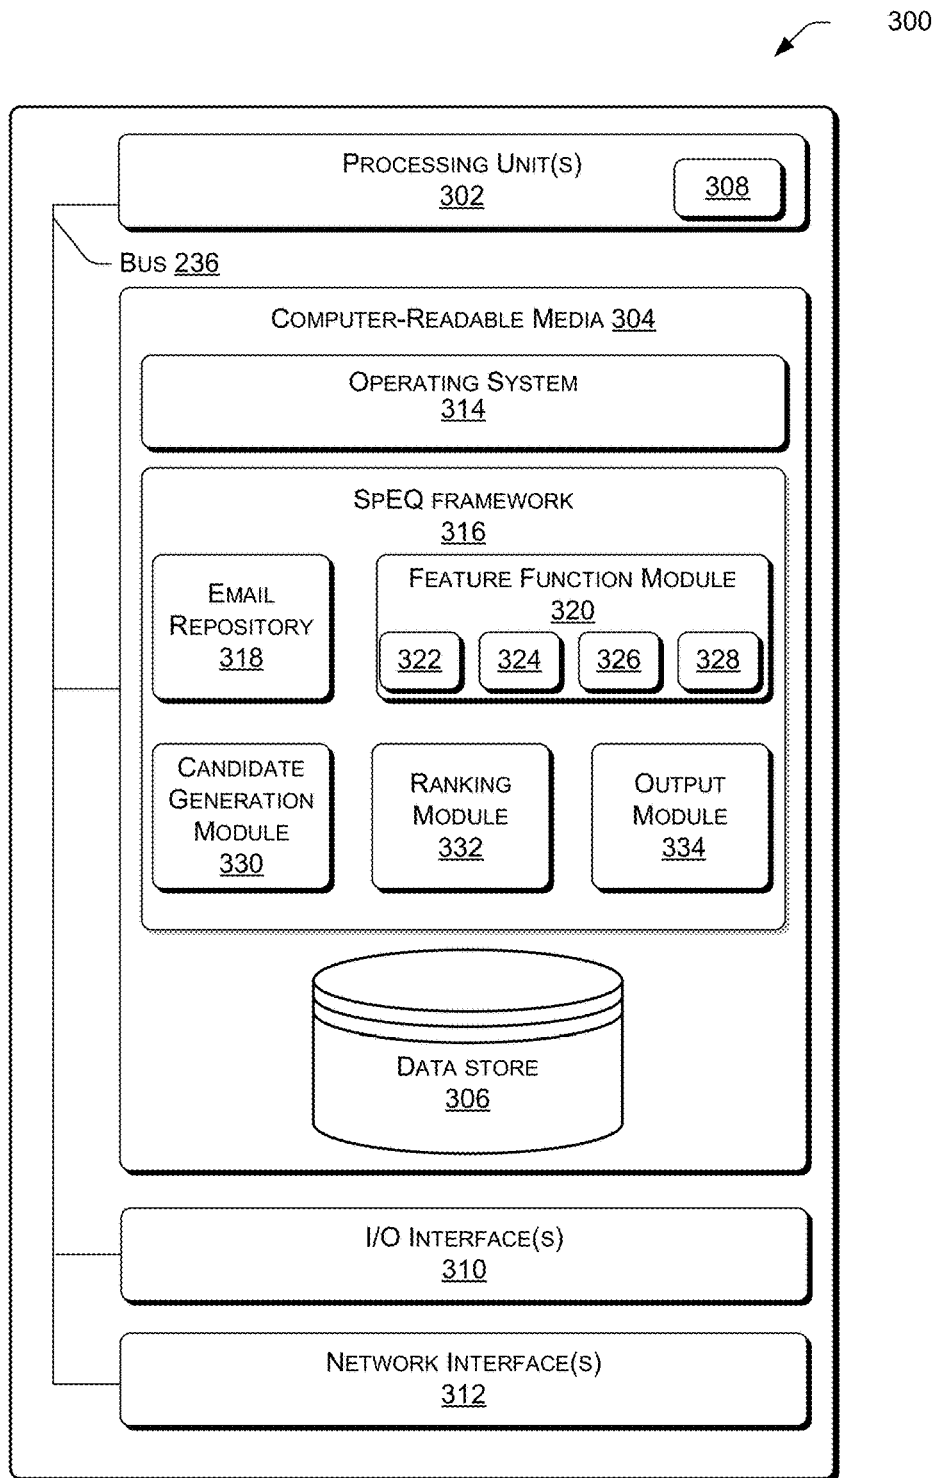 300
PROCESSING UNIT(S)
302
308
BUS 236
COMPUTER-READABLE MEDIA 304
OPERATING SYSTEM
314
SPEQ FRAMEWORK
316
EMAIL
REPOSITORY
318
FEATURE FUNCTION MODULE
320
322
324
326
328
CANDIDATE
GENERATION
MODULE
330
RANKING
MODULE
332
OUTPUT
MODULE
334
DATA STORE
306
I/O INTERFACE(S)
310
NETWORK INTERFACE(S)
312